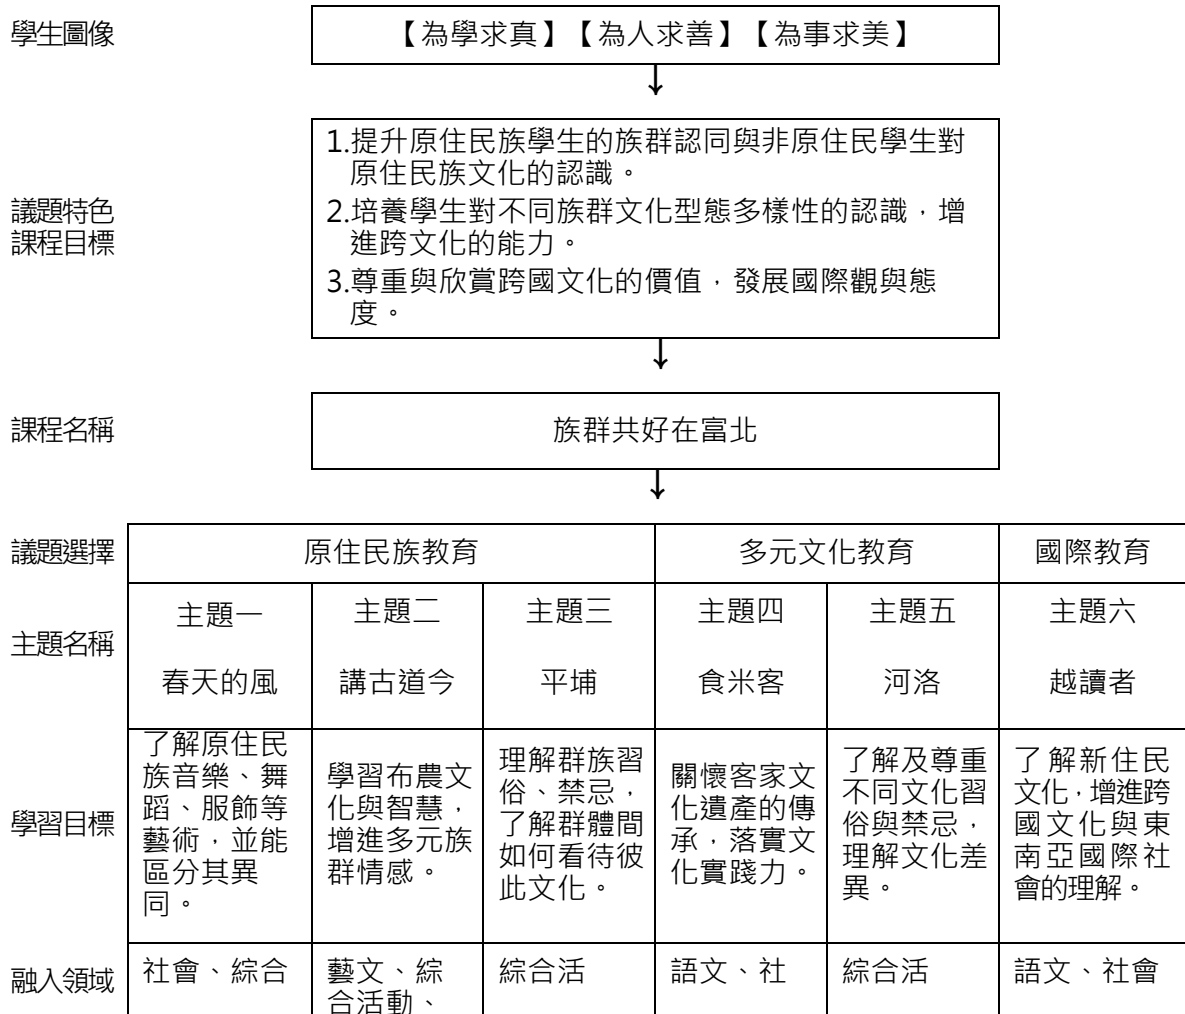 學生圖像
【為學求真】【為人求善】【為事求美】
↓
議題特色
課程目標
1.提升原住民族學生的族群認同與非原住民學生對
原住民族文化的認識。
2.培養學生對不同族群文化型態多樣性的認識，增
進跨文化的能力。
3.尊重與欣賞跨國文化的價值，發展國際觀與態
度。
↓
課程名稱
族群共好在富北
↓
議題選擇
原住民族教育
多元文化教育
國際教育
主題名稱
主題一
春天的風
主題二
講古道今
主題三
平埔
主題四
食米客
主題五
河洛
主題六
越讀者
學習目標
了解原住民
族音樂、舞
蹈、服飾等
藝術，並能
區分其異
同。
學習布農文
化與智慧，
增進多元族
群情感。
理解群族習
俗、禁忌，
了解群體間
如何看待彼
此文化。
關懷客家文
化遺產的傳
承，落實文
化實踐力。
了解及尊重
不同文化習
俗與禁忌，
理解文化差
異。
了解新住民
文化，增進跨
國文化與東
南亞國際社
會的理解。
融入領域
社會、綜合
藝文、綜
合活動、
綜合活
語文、社
綜合活
語文、社會